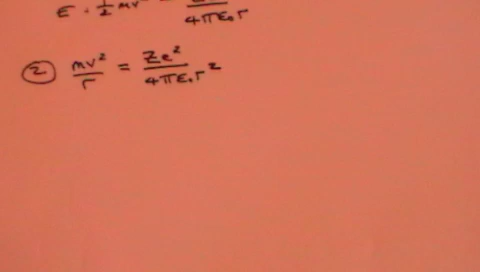 E = ½mv² - Ze² / 4πε₀r
② mv²/r = Ze² / 4πε₀r²